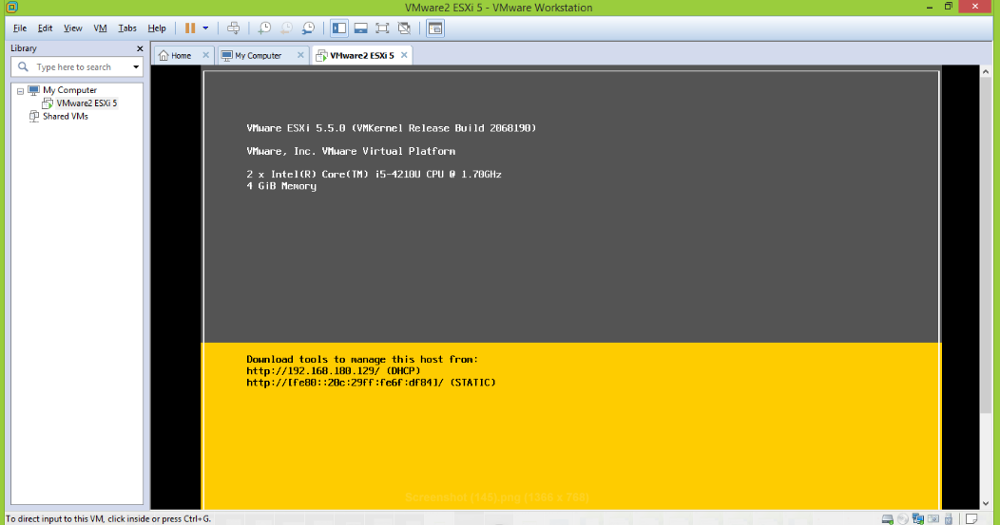 VMware2 ESXi 5 - VMware Workstation
File Edit View VM Tabs Help
Library
Type here to search
My Computer
VMware2 ESXi 5
Shared VMs
Home My Computer VMware2 ESXi 5
VMware ESXi 5.5.0 (VMKernel Release Build 2068190)
VMware, Inc. VMware Virtual Platform
2 x Intel(R) Core(TM) i5-4210U CPU @ 1.70GHz
4 GiB Memory
Download tools to manage this host from:
http://192.168.180.129/ (DHCP)
http://[fe80::20c:29ff:fe6f:df84]/ (STATIC)
Screenshot (145).png (1366 x 768)
To direct input to this VM, click inside or press Ctrl+G.